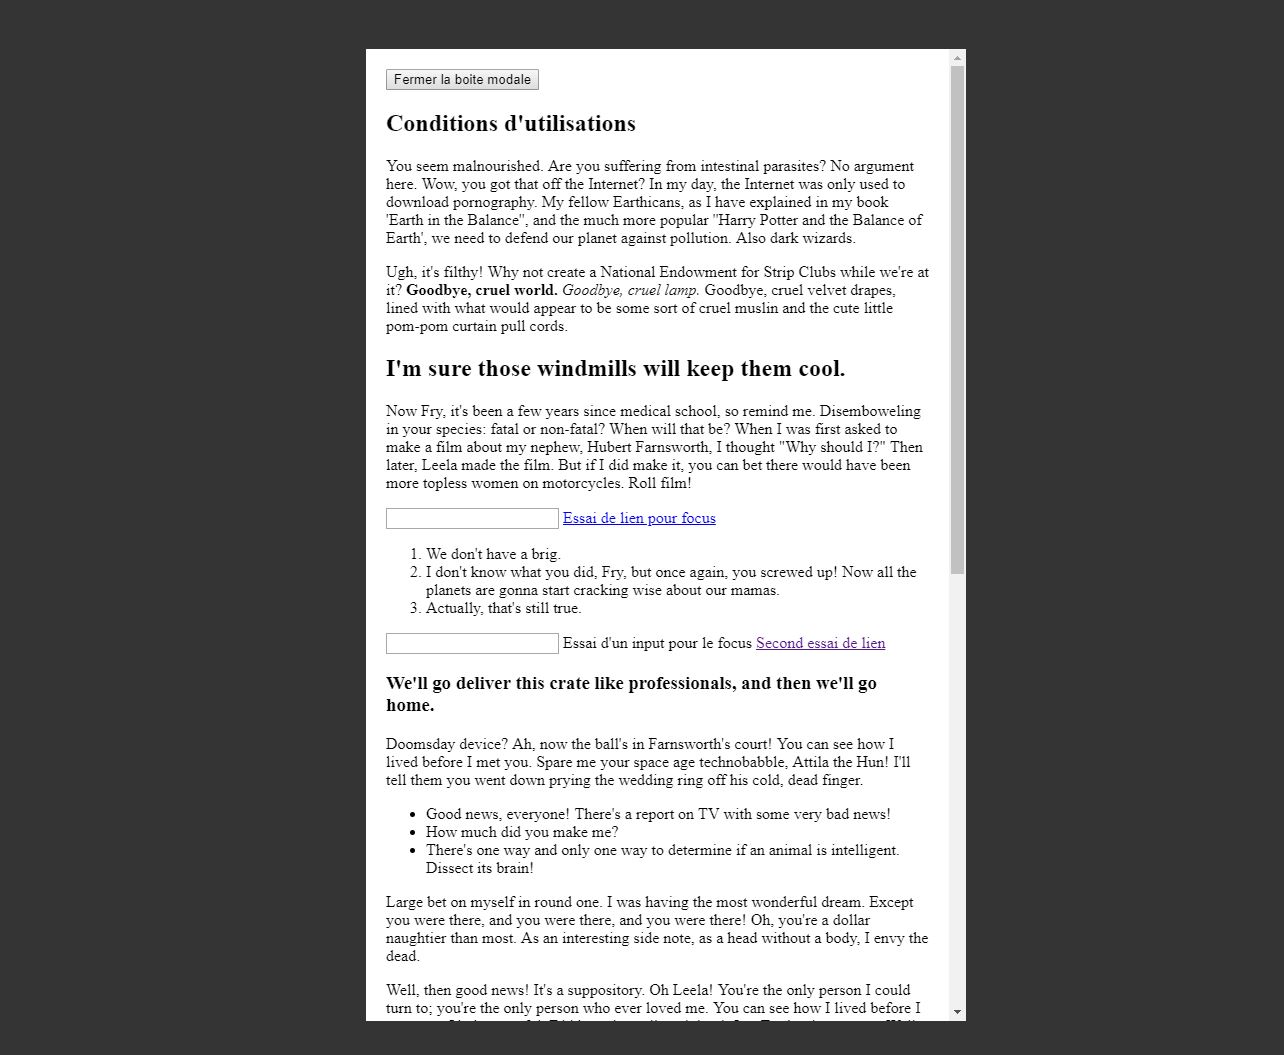 Fermer la boite modale
Conditions d'utilisations
You seem malnourished. Are you suffering from intestinal parasites? No argument
here. Wow, you got that off the Internet? In my day, the Internet was only used to
download pornography. My fellow Earthicans, as I have explained in my book
'Earth in the Balance", and the much more popular "Harry Potter and the Balance of
Earth', we need to defend our planet against pollution. Also dark wizards.
Ugh, it's filthy! Why not create a National Endowment for Strip Clubs while we're at
it? Goodbye, cruel world. Goodbye, cruel lamp. Goodbye, cruel velvet drapes,
lined with what would appear to be some sort of cruel muslin and the cute little
pom-pom curtain pull cords.
I'm sure those windmills will keep them cool.
Now Fry, it's been a few years since medical school, so remind me. Disemboweling
in your species: fatal or non-fatal? When will that be? When I was first asked to
make a film about my nephew, Hubert Farnsworth, I thought "Why should I?" Then
later, Leela made the film. But if I did make it, you can bet there would have been
more topless women on motorcycles. Roll film!
Essai de lien pour focus
1. We don't have a brig.
2. I don't know what you did, Fry, but once again, you screwed up! Now all the
planets are gonna start cracking wise about our mamas.
3. Actually, that's still true.
Essai d'un input pour le focus Second essai de lien
We'll go deliver this crate like professionals, and then we'll go
home.
Doomsday device? Ah, now the ball's in Farnsworth's court! You can see how I
lived before I met you. Spare me your space age technobabble, Attila the Hun! I'll
tell them you went down prying the wedding ring off his cold, dead finger.
• Good news, everyone! There's a report on TV with some very bad news!
• How much did you make me?
• There's one way and only one way to determine if an animal is intelligent.
Dissect its brain!
Large bet on myself in round one. I was having the most wonderful dream. Except
you were there, and you were there, and you were there! Oh, you're a dollar
naughtier than most. As an interesting side note, as a head without a body, I envy the
dead.
Well, then good news! It's a suppository. Oh Leela! You're the only person I could
turn to; you're the only person who ever loved me. You can see how I lived before I